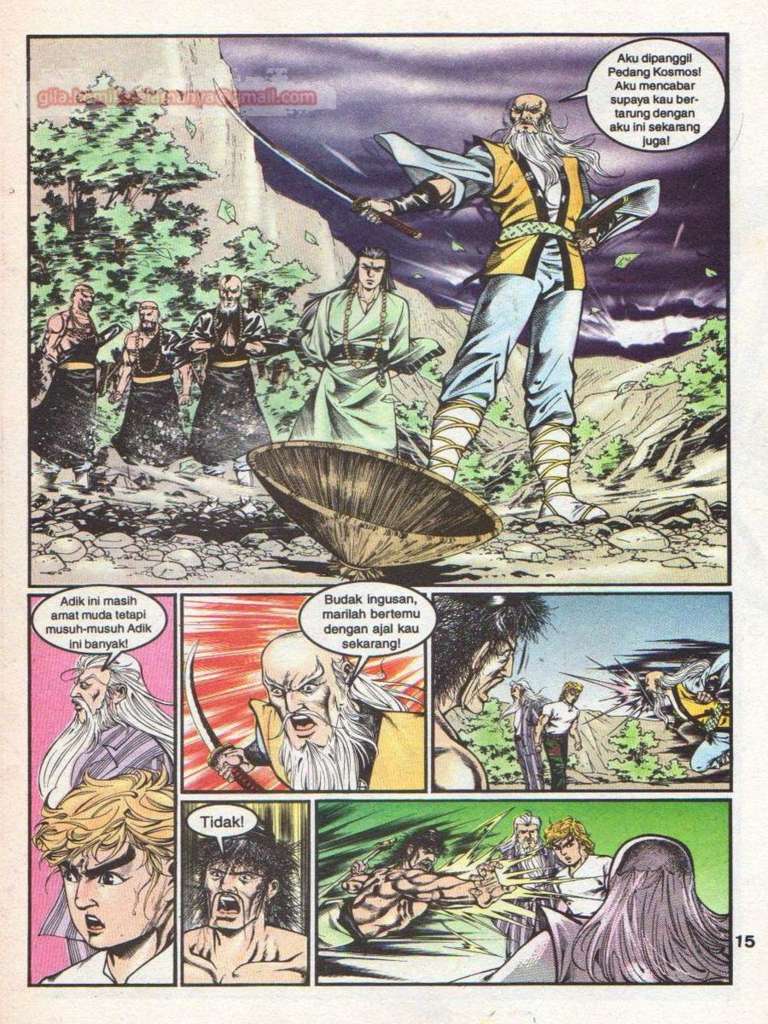 Aku dipanggil
Pedang Kosmos!
Aku mencabar
supaya kau ber-
tarung dengan
aku ini sekarang
juga!
Adik ini masih
amat muda tetapi
musuh-musuh Adik
ini banyak!
Budak ingusan,
marilah bertemu
dengan ajal kau
sekarang!
Tidak!
15